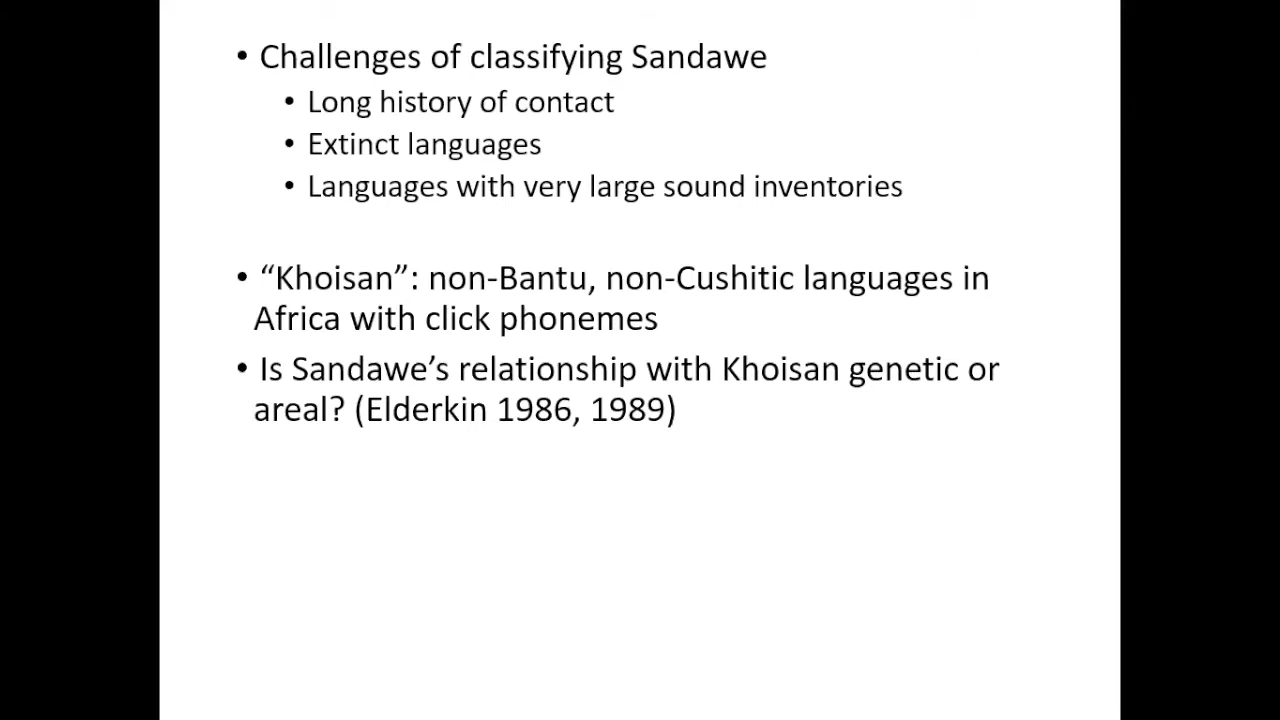 • Challenges of classifying Sandawe
• Long history of contact
• Extinct languages
• Languages with very large sound inventories
• “Khoisan”: non-Bantu, non-Cushitic languages in
Africa with click phonemes
• Is Sandawe’s relationship with Khoisan genetic or
areal? (Elderkin 1986, 1989)